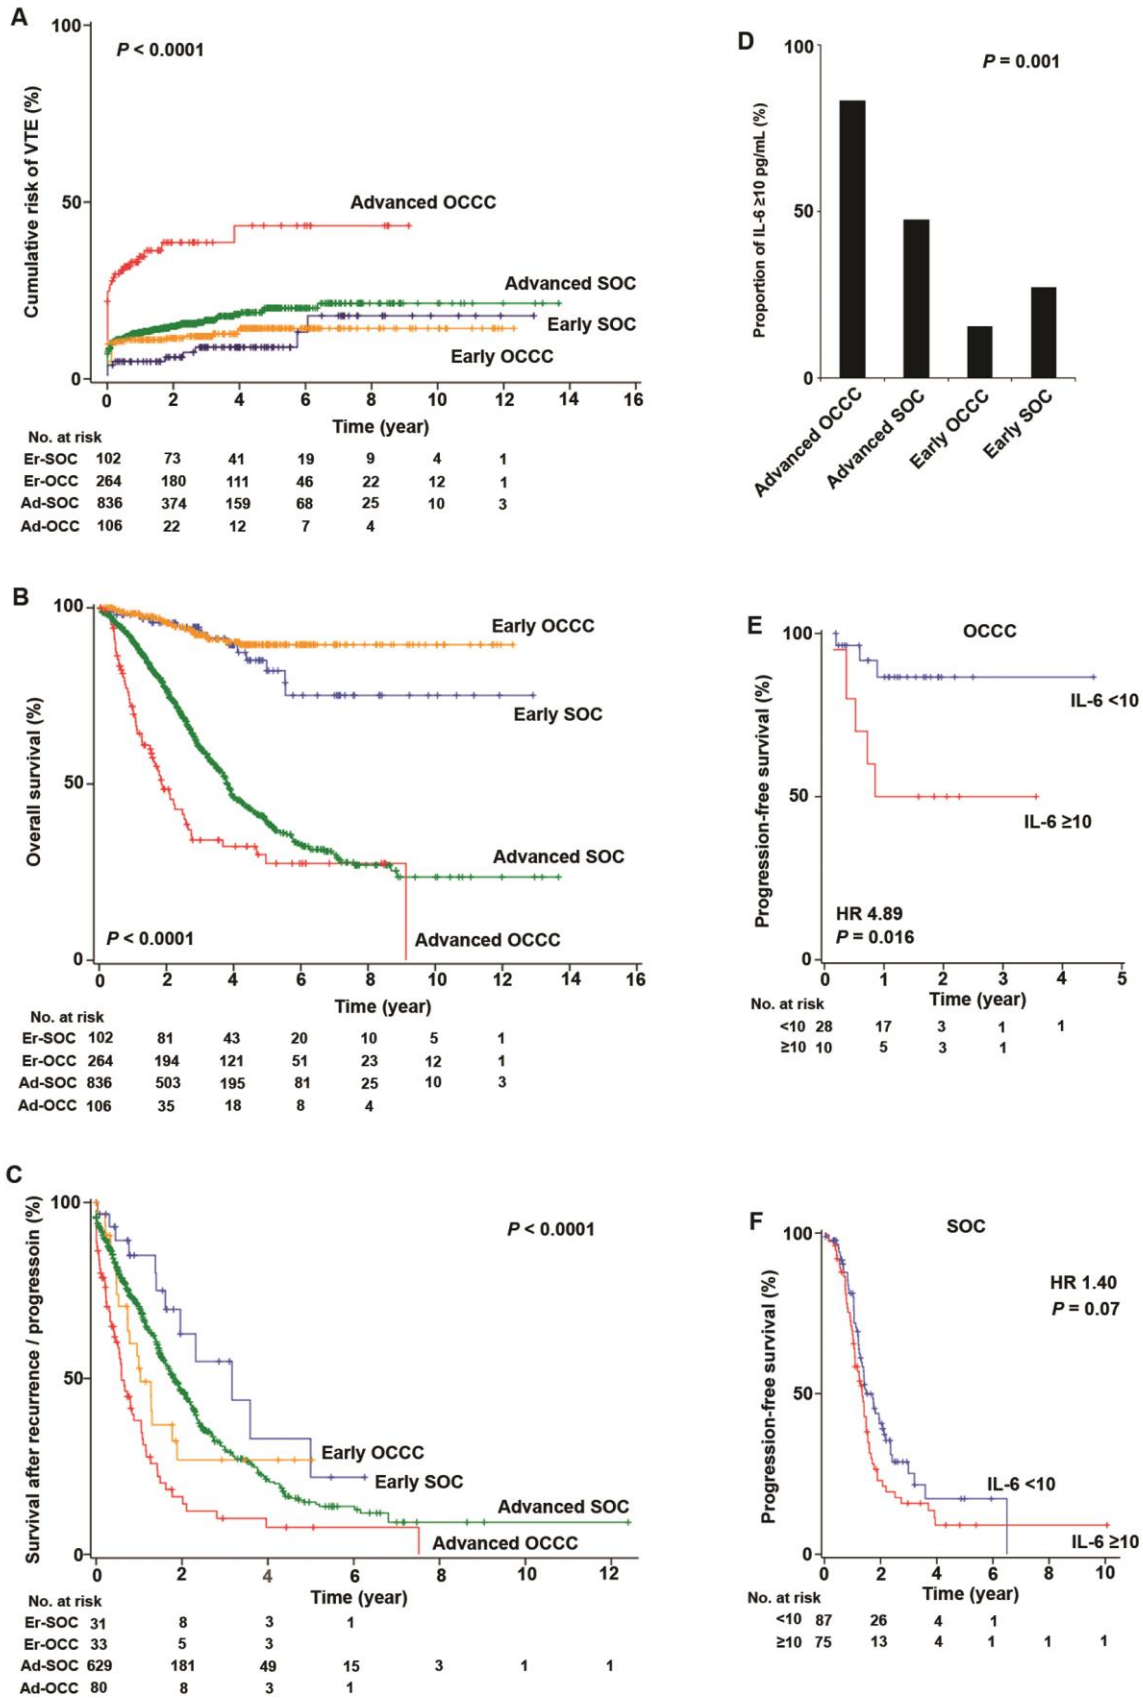 A
100
P < 0.0001
Cumulative risk of VTE (%)
50
Advanced OCCC
Advanced SOC
Early SOC
Early OCCC
0
0 2 4 6 8 10 12 14 16
Time (year)
No. at risk
Er-SOC 102 73 41 19 9 4 1
Er-OCC 264 180 111 46 22 12 1
Ad-SOC 836 374 159 68 25 10 3
Ad-OCC 106 22 12 7 4
B
100
Overall survival (%)
Early OCCC
Early SOC
50
Advanced SOC
P < 0.0001
Advanced OCCC
0
0 2 4 6 8 10 12 14 16
Time (year)
No. at risk
Er-SOC 102 81 43 20 10 5 1
Er-OCC 264 194 121 51 23 12 1
Ad-SOC 836 503 195 81 25 10 3
Ad-OCC 106 35 18 8 4
C
100
Survival after recurrence / progressoin (%)
P < 0.0001
50
Early OCCC
Early SOC
Advanced SOC
Advanced OCCC
0
0 2 4 6 8 10 12
Time (year)
No. at risk
Er-SOC 31 8 3 1
Er-OCC 33 5 3
Ad-SOC 629 181 49 15 3 1 1
Ad-OCC 80 8 3 1
D
100
P = 0.001
Proportion of IL-6 ≥10 pg/mL (%)
50
0
Advanced OCCC
Advanced SOC
Early OCCC
Early SOC
E
100
OCCC
Progression-free survival (%)
IL-6 <10
50
IL-6 ≥10
HR 4.89
P = 0.016
0
0 1 2 3 4 5
Time (year)
No. at risk
<10 28 17 3 1 1
≥10 10 5 3 1
F
SOC
100
HR 1.40
P = 0.07
Progression-free survival (%)
50
IL-6 <10
IL-6 ≥10
0
0 2 4 6 8 10
Time (year)
No. at risk
<10 87 26 4 1
≥10 75 13 4 1 1 1